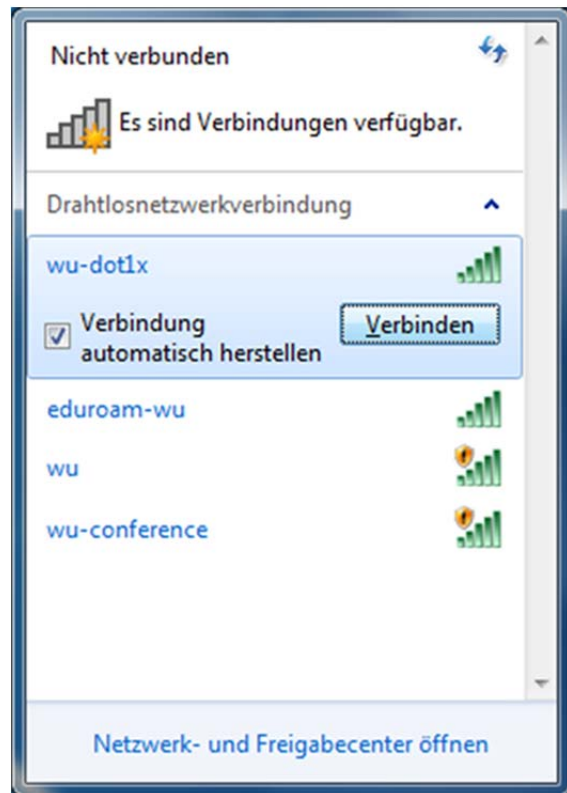 Nicht verbunden
Es sind Verbindungen verfügbar.
Drahtlosnetzwerkverbindung
wu-dot1x
Verbindung
automatisch herstellen
Verbinden
eduroam-wu
wu
wu-conference
Netzwerk- und Freigabecenter öffnen